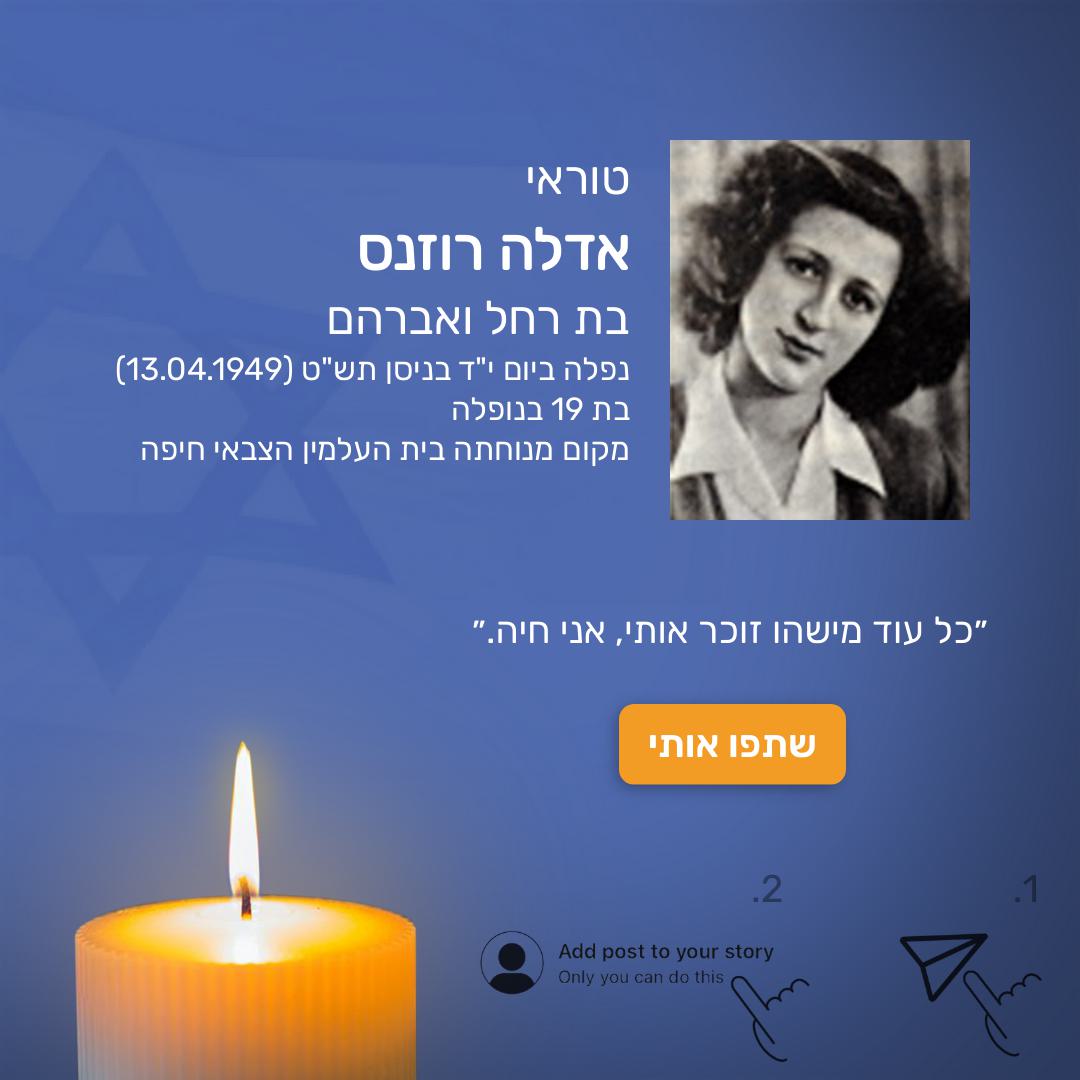 טוראי
אדלה רוזנס
בת רחל ואברהם
נפלה ביום י"ד בניסן תש"ט (13.04.1949)
בת 19 בנופלה
מקום מנוחתה בית העלמין הצבאי חיפה
״כל עוד מישהו זוכר אותי, אני חיה.״
שתפו אותי
.1
.2
Add post to your story
Only you can do this